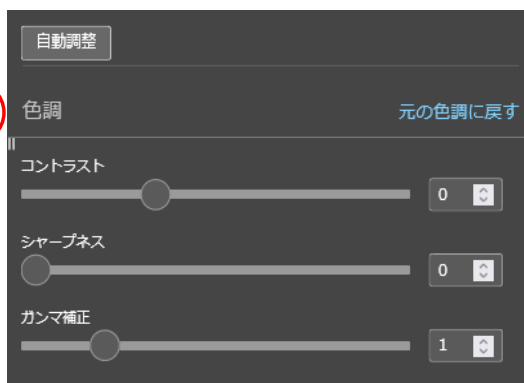 自動調整
色調 元の色調に戻す
コントラスト
0
シャープネス
0
ガンマ補正
1